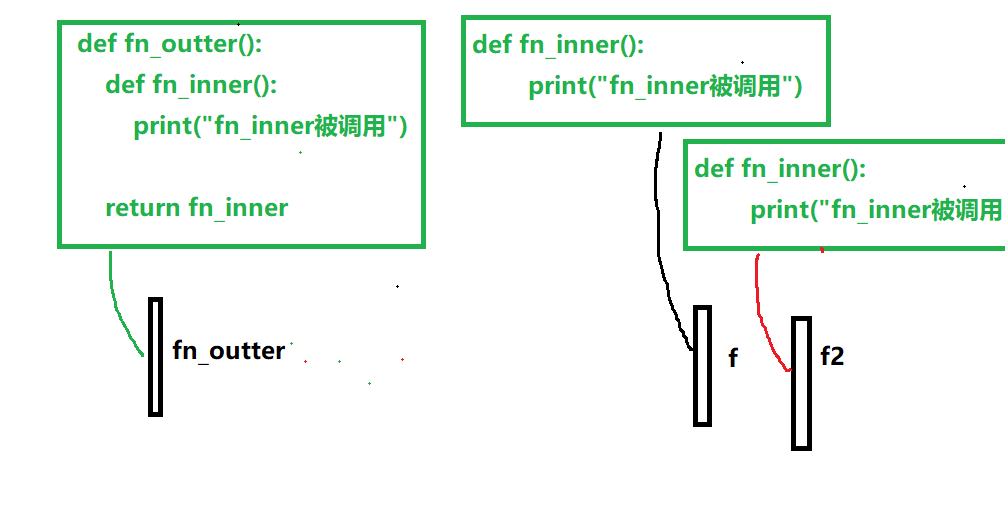 def fn_outter():
def fn_inner():
print("fn_inner被调用")
return fn_inner
fn_outter
def fn_inner():
print("fn_inner被调用")
def fn_inner():
print("fn_inner被调用
f
f2